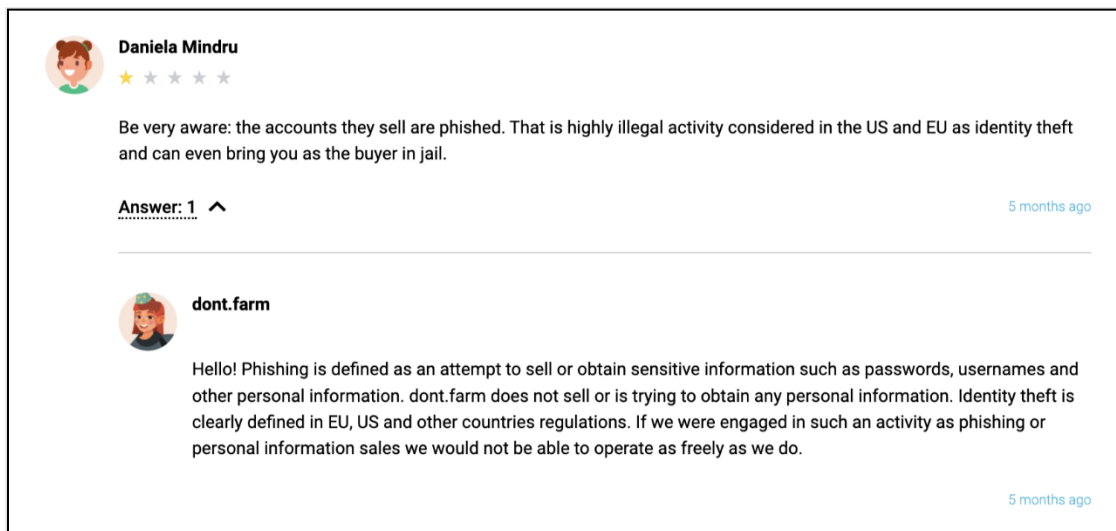 Daniela Mindru
Be very aware: the accounts they sell are phished. That is highly illegal activity considered in the US and EU as identity theft
and can even bring you as the buyer in jail.
Answer: 1
5 months ago
dont.farm
Hello! Phishing is defined as an attempt to sell or obtain sensitive information such as passwords, usernames and
other personal information. dont.farm does not sell or is trying to obtain any personal information. Identity theft is
clearly defined in EU, US and other countries regulations. If we were engaged in such an activity as phishing or
personal information sales we would not be able to operate as freely as we do.
5 months ago